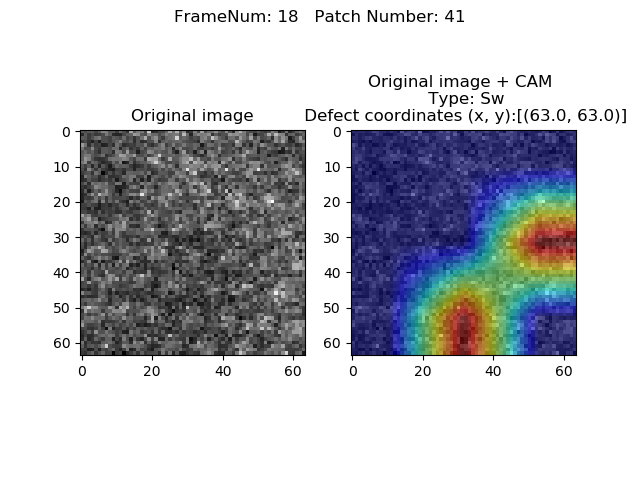 FrameNum: 18   Patch Number: 41
Original image
Original image + CAM
Type: Sw
Defect coordinates (x, y):[(63.0, 63.0)]
0
10
20
30
40
50
60
0 20 40 60
0
10
20
30
40
50
60
0 20 40 60